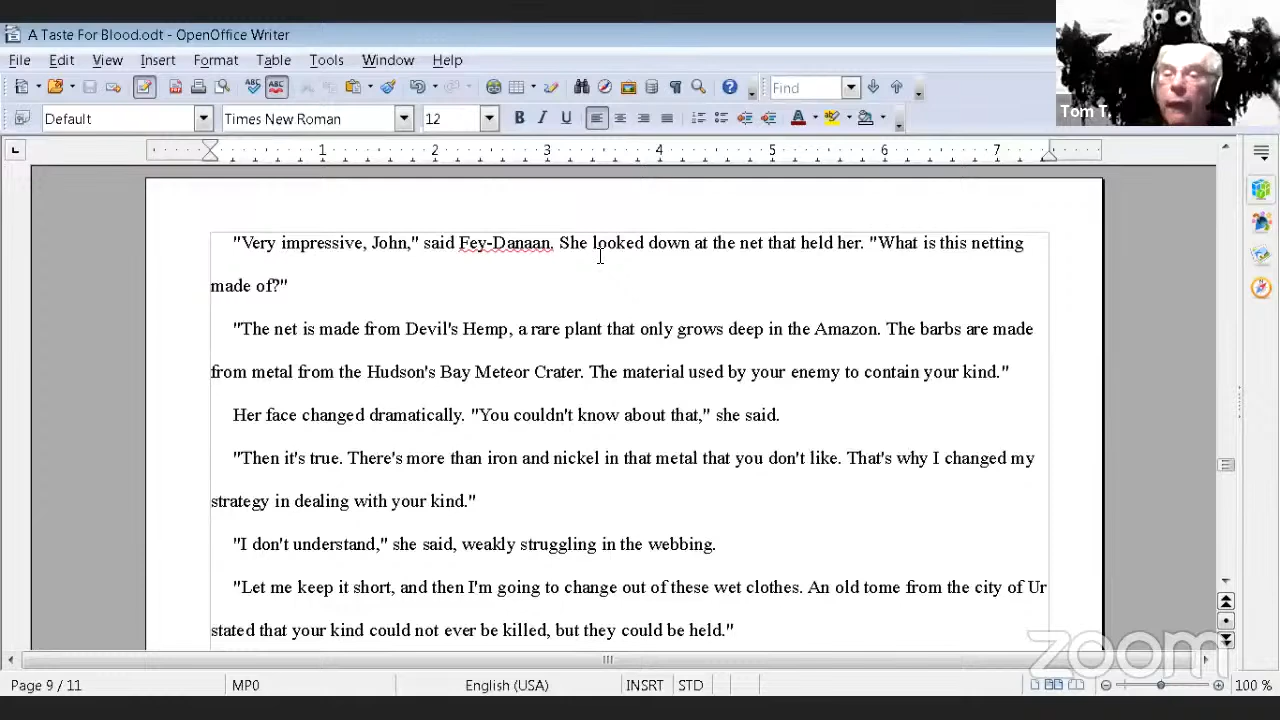 A Taste For Blood.odt - OpenOffice Writer
File Edit View Insert Format Table Tools Window Help
Find
Default Times New Roman 12
Tom T.
1 2 3 4 5 6 7
"Very impressive, John," said Fey-Danaan. She looked down at the net that held her. "What is this netting
made of?"
"The net is made from Devil's Hemp, a rare plant that only grows deep in the Amazon. The barbs are made
from metal from the Hudson's Bay Meteor Crater. The material used by your enemy to contain your kind."
Her face changed dramatically. "You couldn't know about that," she said.
"Then it's true. There's more than iron and nickel in that metal that you don't like. That's why I changed my
strategy in dealing with your kind."
"I don't understand," she said, weakly struggling in the webbing.
"Let me keep it short, and then I'm going to change out of these wet clothes. An old tome from the city of Ur
stated that your kind could not ever be killed, but they could be held."
zoom
Page 9 / 11 MP0 English (USA) INSRT STD 100 %